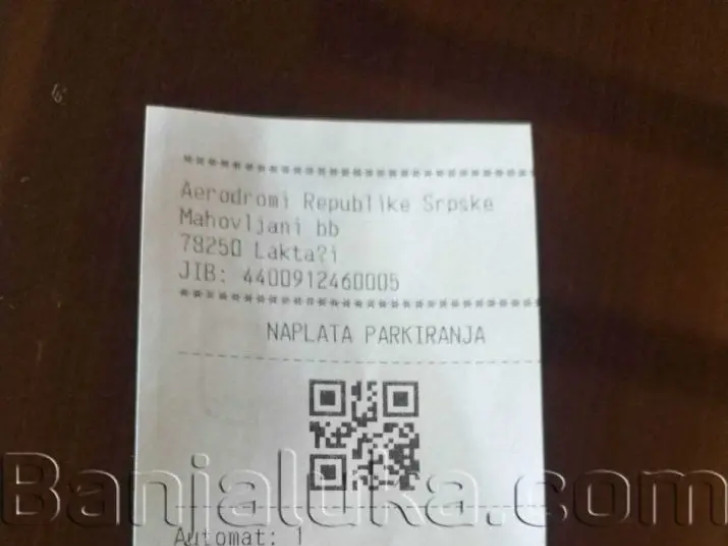 **********************************
Aerodromi Republike Srpske
Mahovljani bb
78250 Lakta?i
JIB: 4400912460005
**********************************
NAPLATA PARKIRANJA
Banjaluka.com
Automat: 1